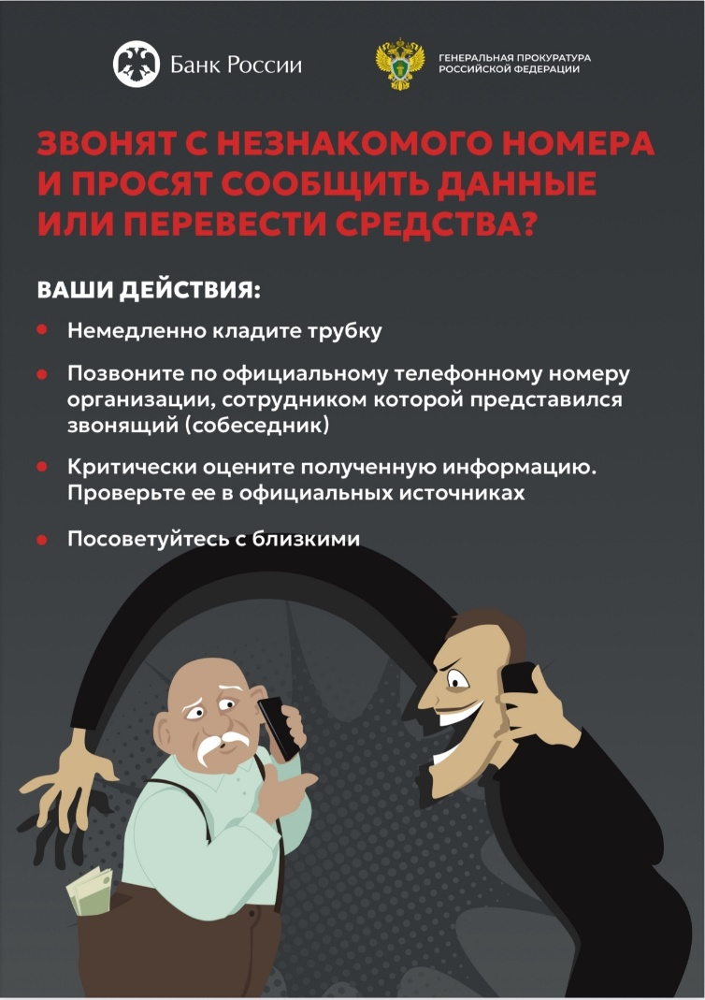 Банк России
ГЕНЕРАЛЬНАЯ ПРОКУРАТУРА
РОССИЙСКОЙ ФЕДЕРАЦИИ
ЗВОНЯТ С НЕЗНАКОМОГО НОМЕРА
И ПРОСЯТ СООБЩИТЬ ДАННЫЕ
ИЛИ ПЕРЕВЕСТИ СРЕДСТВА?
ВАШИ ДЕЙСТВИЯ:
• Немедленно кладите трубку
• Позвоните по официальному телефонному номеру
организации, сотрудником которой представился
звонящий (собеседник)
• Критически оцените полученную информацию.
Проверьте ее в официальных источниках
• Посоветуйтесь с близкими